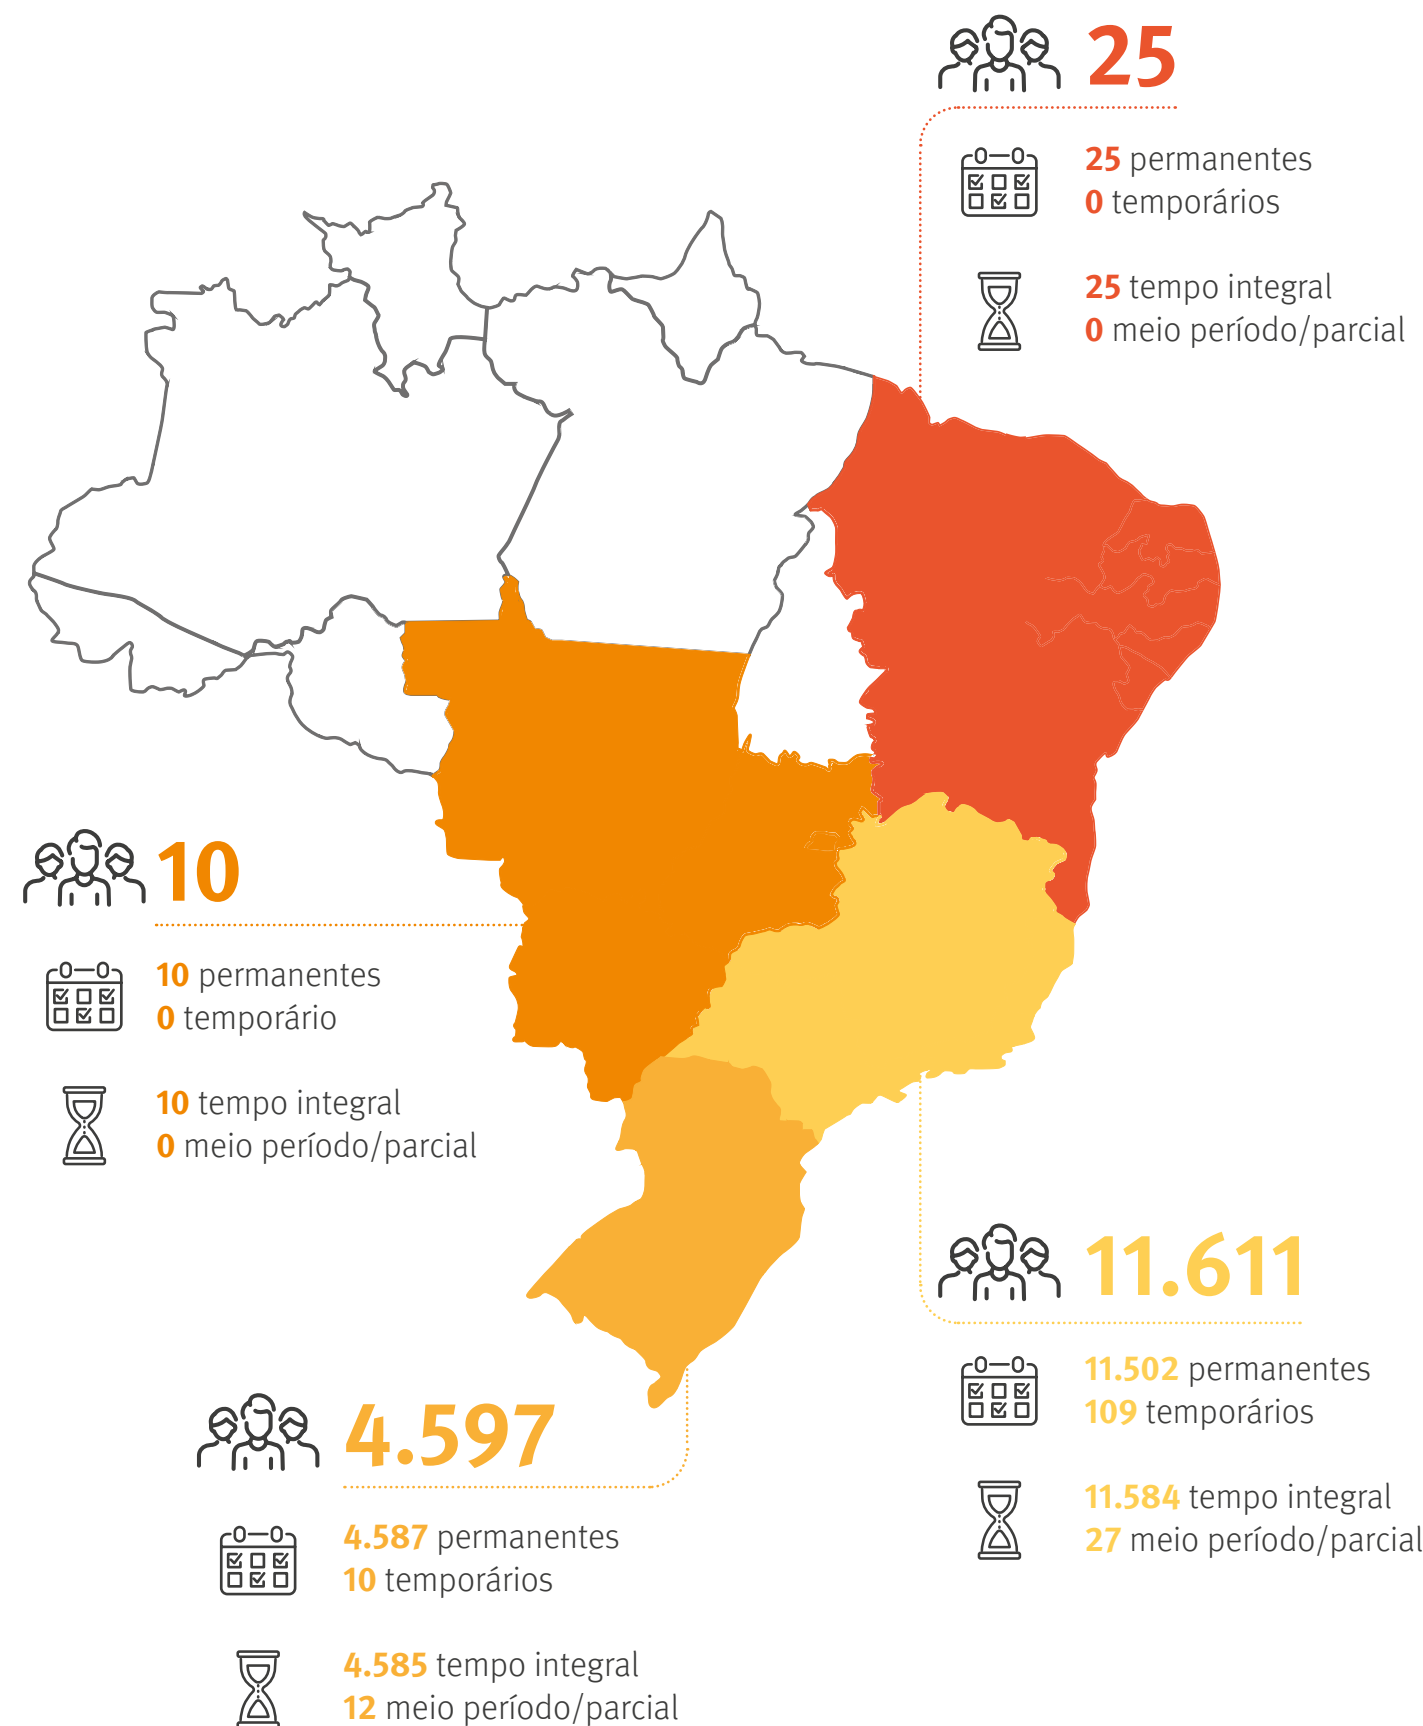 25
25 permanentes
0 temporários
25 tempo integral
0 meio período/parcial
10
10 permanentes
0 temporário
10 tempo integral
0 meio período/parcial
11.611
11.502 permanentes
109 temporários
11.584 tempo integral
27 meio período/parcial
4.597
4.587 permanentes
10 temporários
4.585 tempo integral
12 meio período/parcial